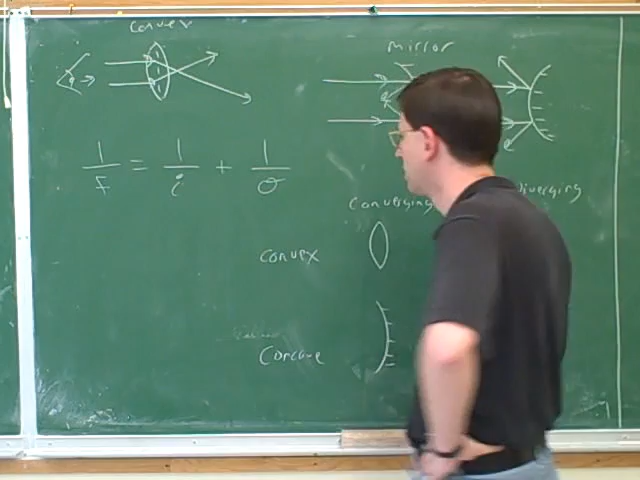 Convex
Mirror
1/f = 1/i + 1/o
Converging Diverging
Convex
Concave